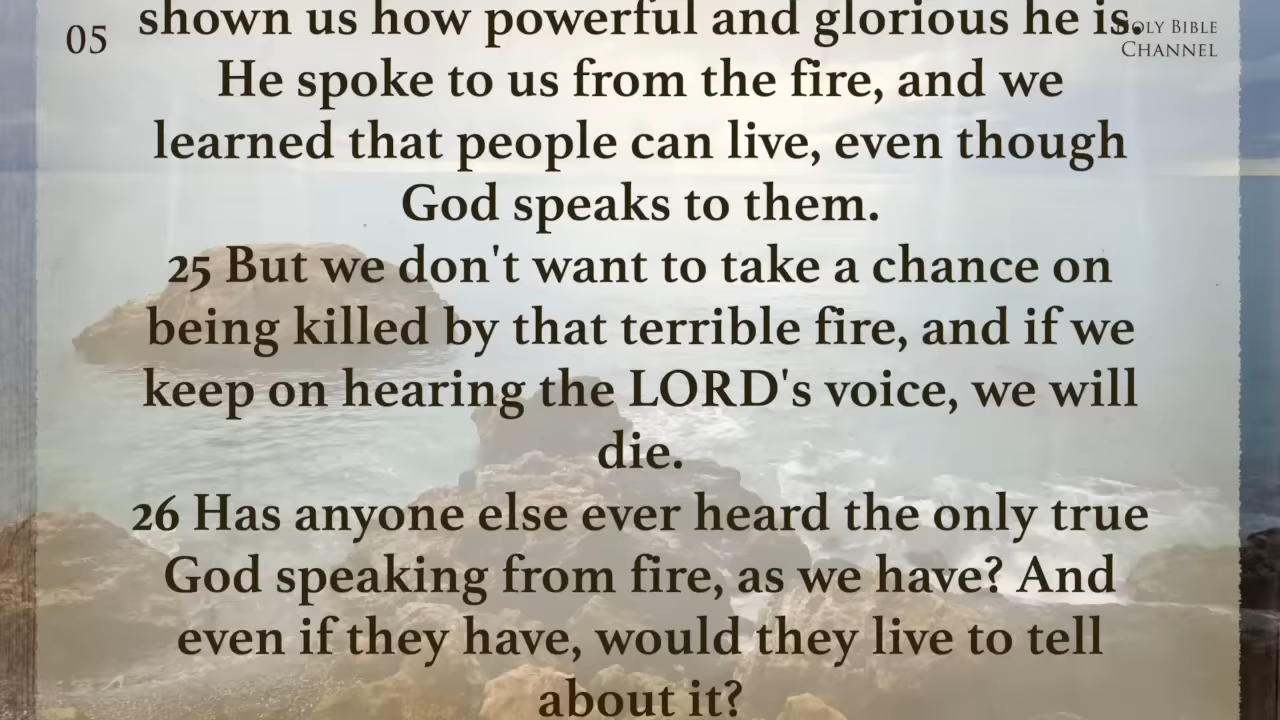 05
HOLY BIBLE
CHANNEL
shown us how powerful and glorious he is.
He spoke to us from the fire, and we
learned that people can live, even though
God speaks to them.
25 But we don't want to take a chance on
being killed by that terrible fire, and if we
keep on hearing the LORD's voice, we will
die.
26 Has anyone else ever heard the only true
God speaking from fire, as we have? And
even if they have, would they live to tell
about it?